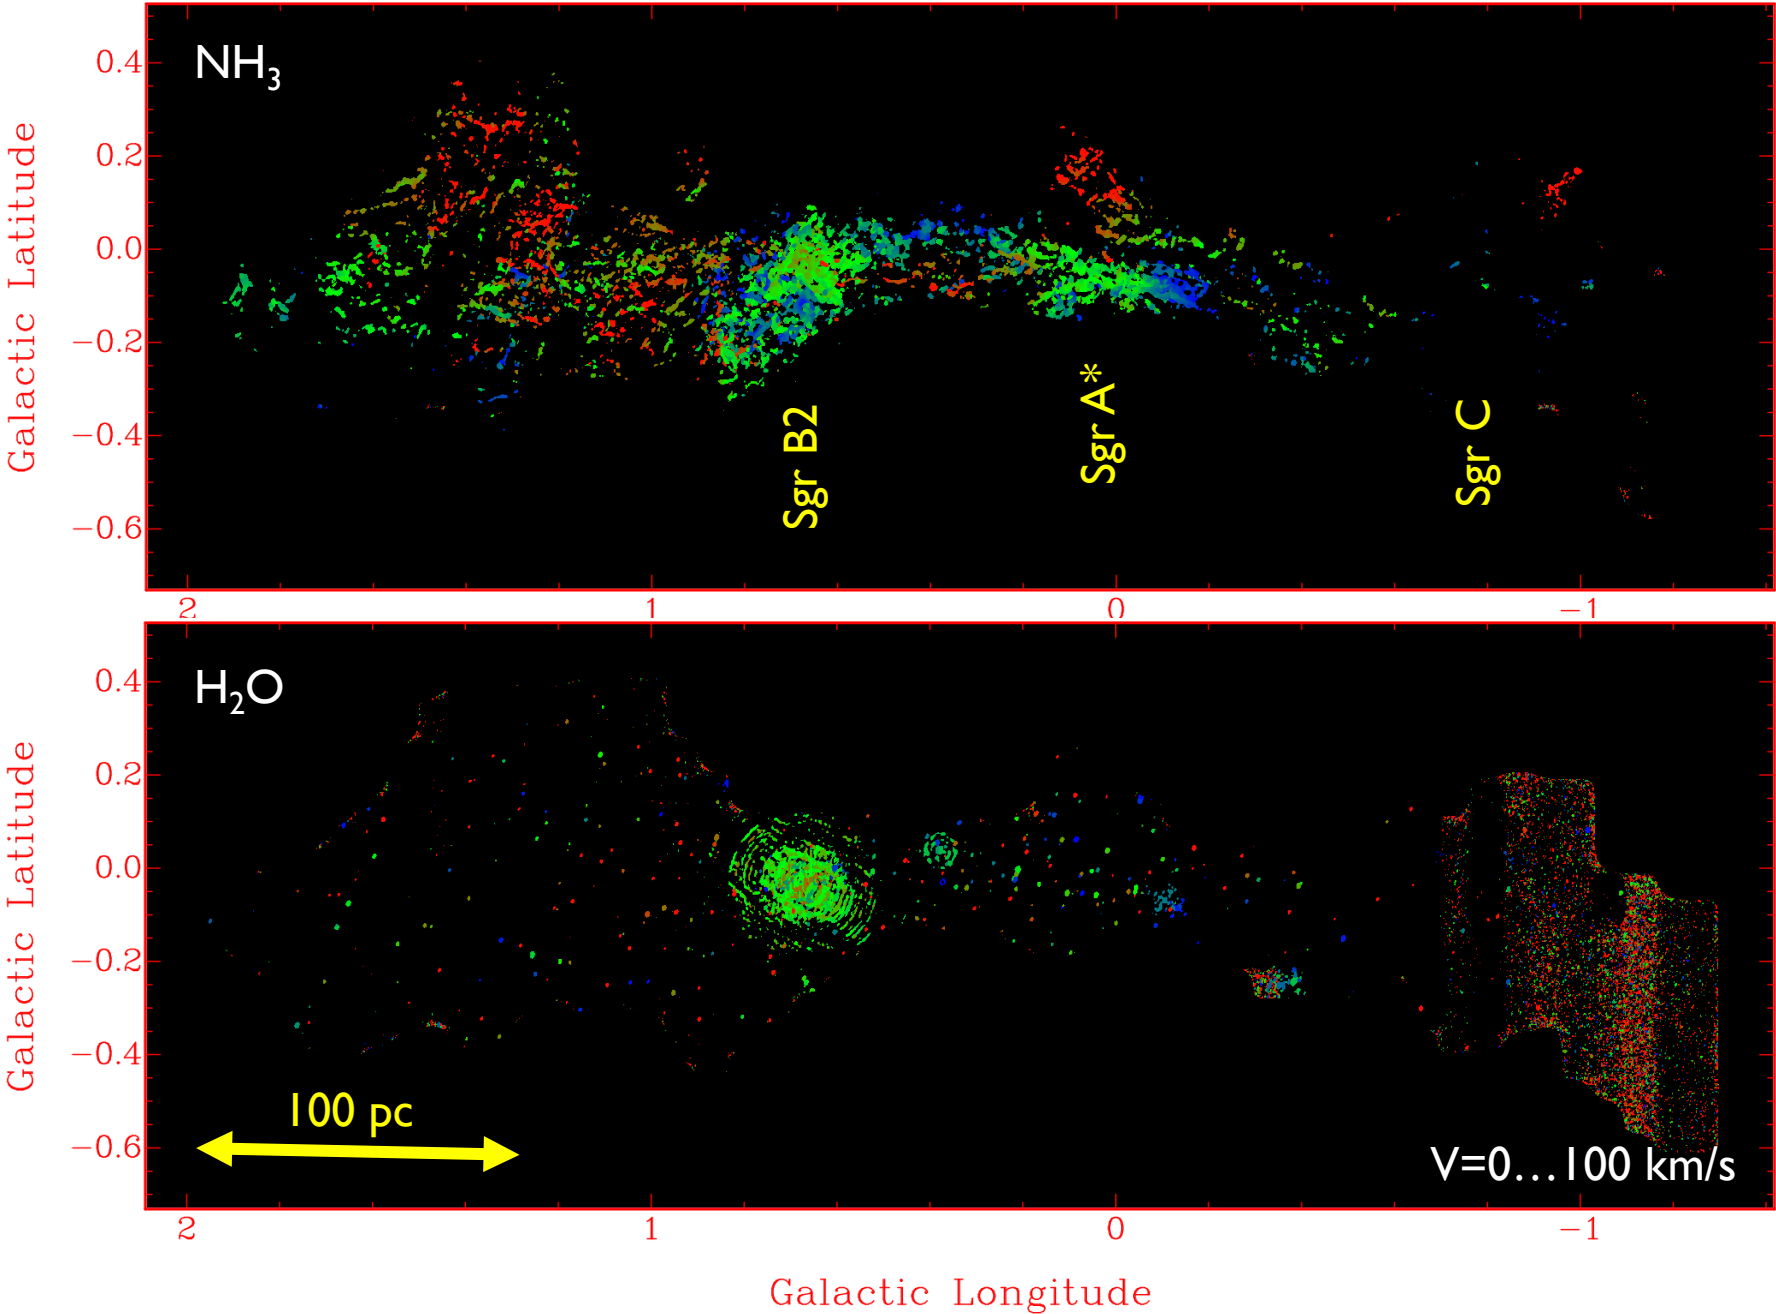 NH₃
Galactic Latitude
0.4
0.2
0.0
−0.2
−0.4
−0.6
Sgr B2
Sgr A*
Sgr C
2 1 0 −1
H₂O
Galactic Latitude
0.4
0.2
0.0
−0.2
−0.4
−0.6
100 pc
V=0…100 km/s
2 1 0 −1
Galactic Longitude